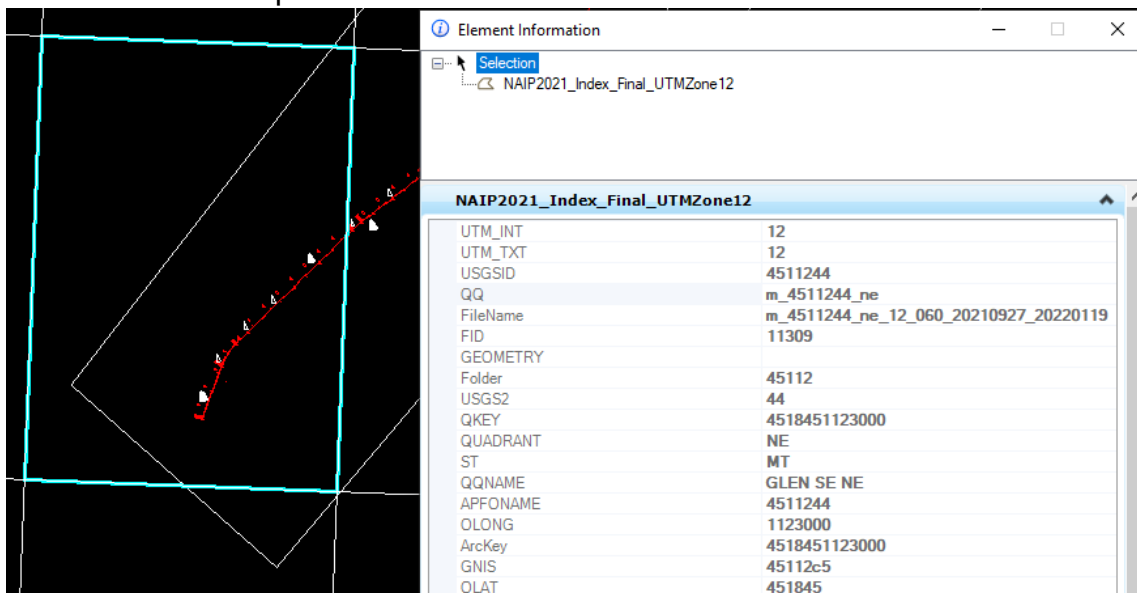 Element Information
Selection
NAIP2021_Index_Final_UTMZone12
NAIP2021_Index_Final_UTMZone12
UTM_INT 12
UTM_TXT 12
USGSID 4511244
QQ m_4511244_ne
FileName m_4511244_ne_12_060_20210927_20220119
FID 11309
GEOMETRY
Folder 45112
USGS2 44
QKEY 4518451123000
QUADRANT NE
ST MT
QQNAME GLEN SE NE
APFONAME 4511244
OLONG 1123000
ArcKey 4518451123000
GNIS 45112c5
OLAT 451845